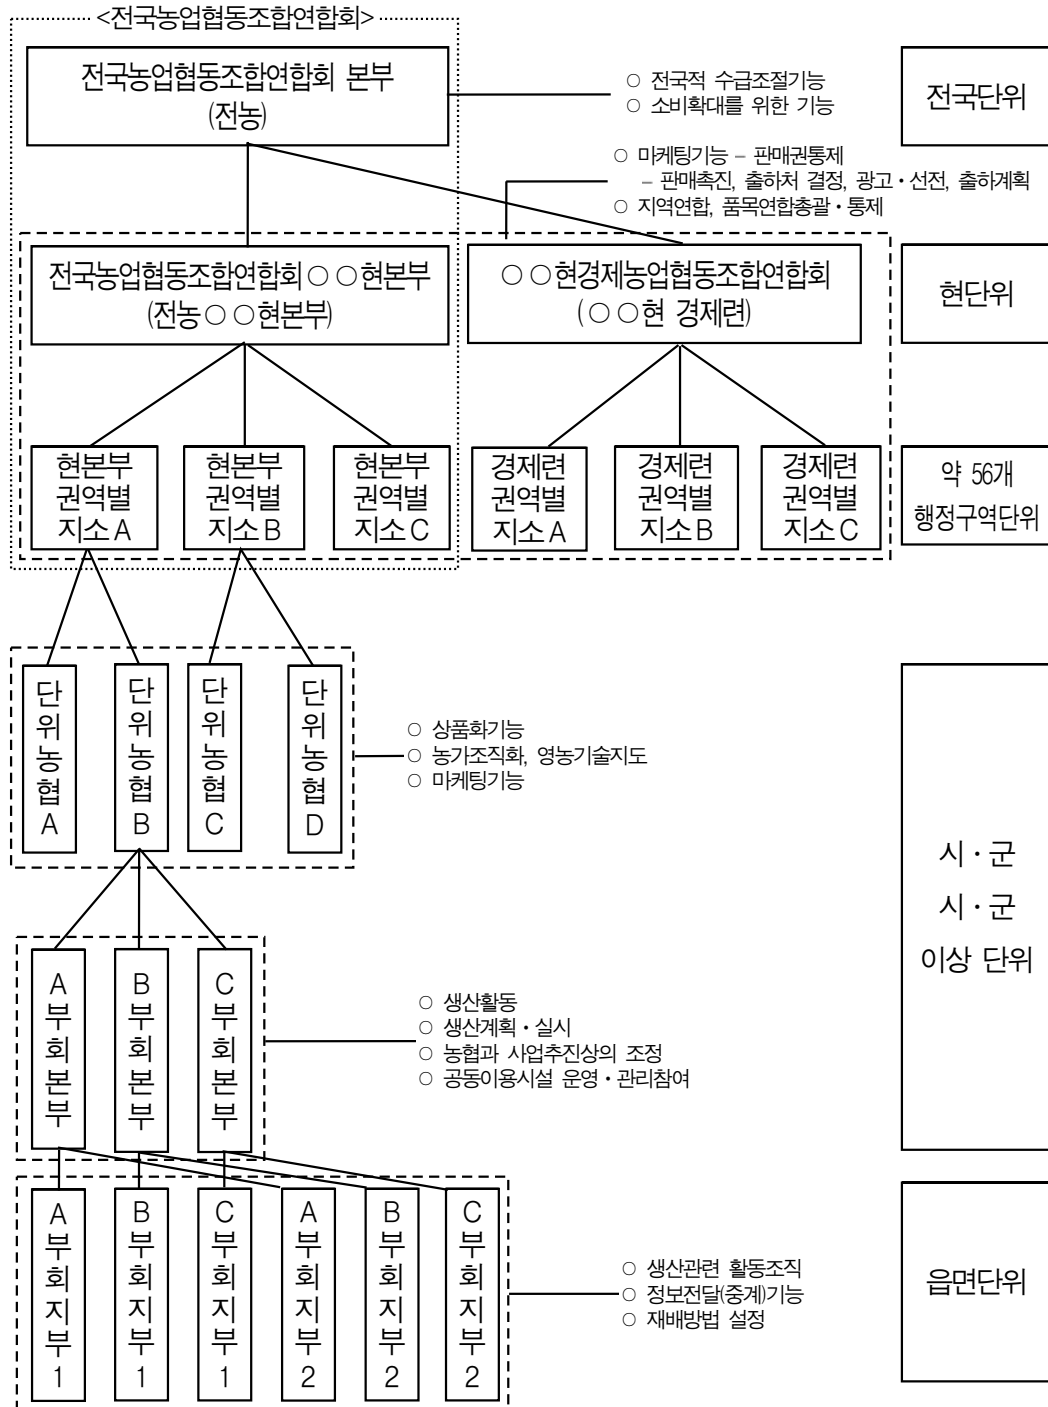 <전국농업협동조합연합회>
전국농업협동조합연합회 본부
(전농)
○ 전국적 수급조절기능
○ 소비확대를 위한 기능
전국단위
○ 마케팅기능 – 판매권통제
– 판매촉진, 출하처 결정, 광고・선전, 출하계획
○ 지역연합, 품목연합총괄・통제
전국농업협동조합연합회○○현본부
(전농○○현본부)
○○현경제농업협동조합연합회
(○○현 경제련)
현단위
현본부
권역별
지소A
현본부
권역별
지소B
현본부
권역별
지소C
경제련
권역별
지소A
경제련
권역별
지소B
경제련
권역별
지소C
약 56개
행정구역단위
단위농협A
단위농협B
단위농협C
단위농협D
○ 상품화기능
○ 농가조직화, 영농기술지도
○ 마케팅기능
시・군
시・군
이상 단위
A부회본부
B부회본부
C부회본부
○ 생산활동
○ 생산계획・실시
○ 농협과 사업추진상의 조정
○ 공동이용시설 운영・관리참여
A부회지부1
B부회지부1
C부회지부1
A부회지부2
B부회지부2
C부회지부2
○ 생산관련 활동조직
○ 정보전달(중계)기능
○ 재배방법 설정
읍면단위